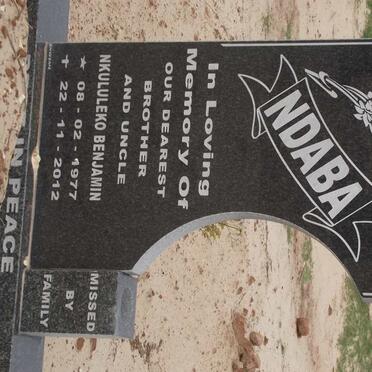 NDABA
In Loving
Memory Of
OUR DEAREST
BROTHER
AND UNCLE
NKULULEKO BENJAMIN
08 - 02 - 1977
22 - 11 - 2012
MISSED
BY
FAMILY
IN PEACE